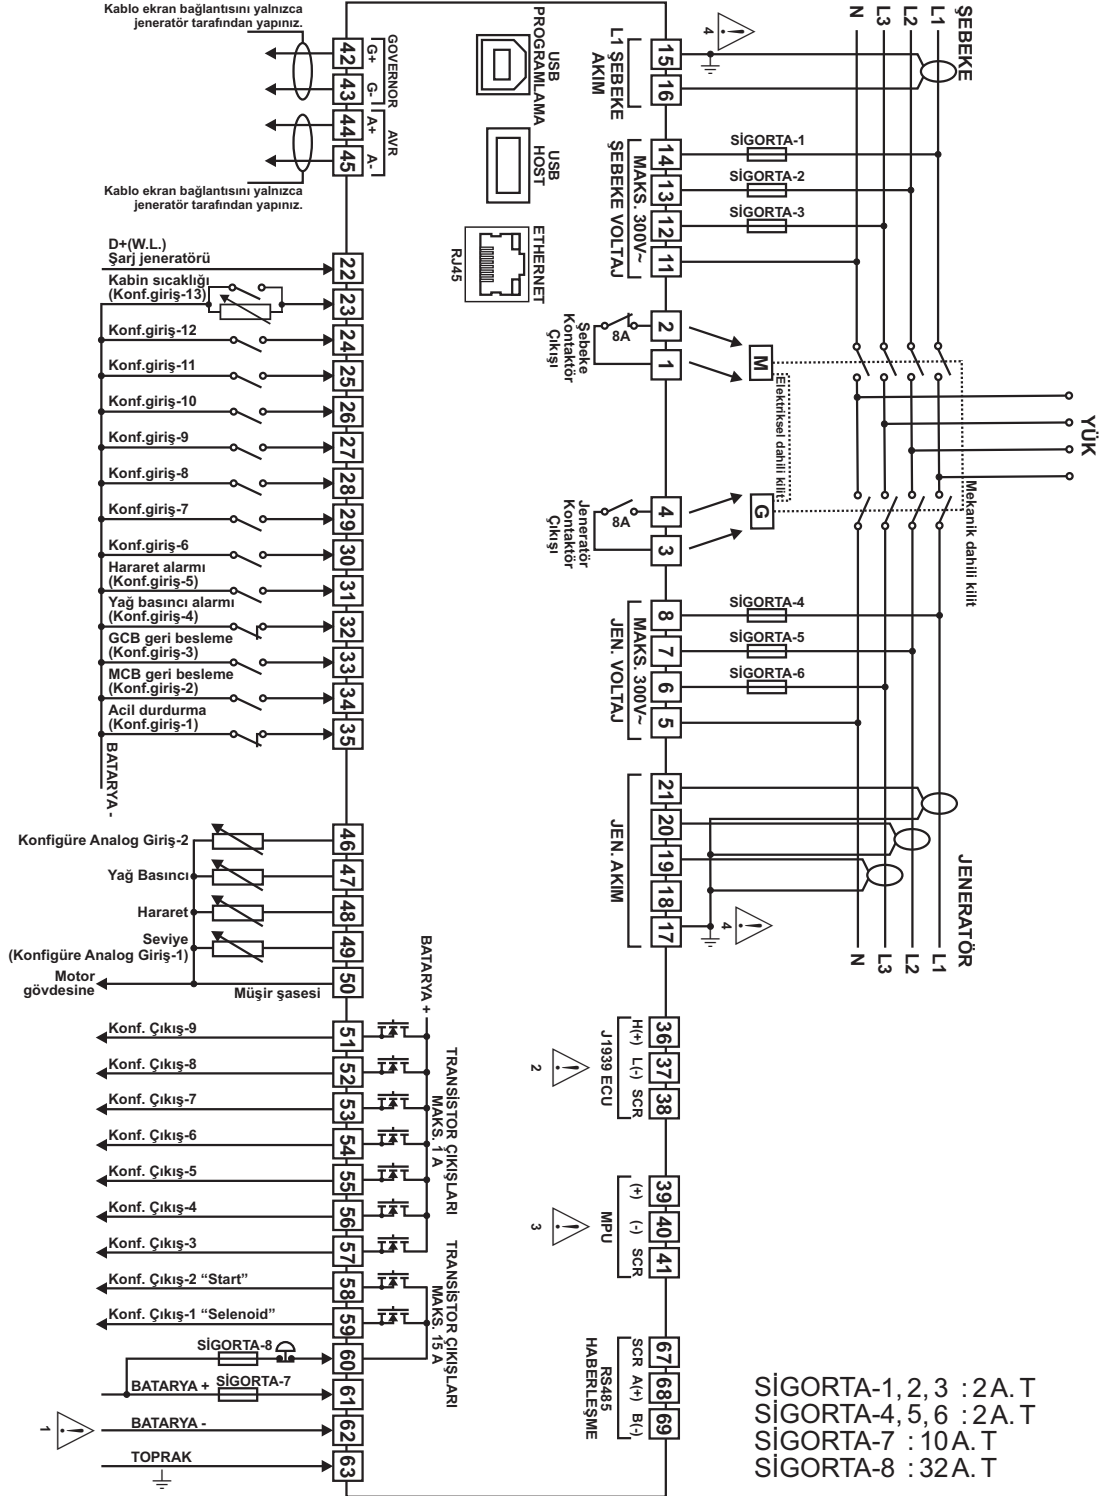 Kablo ekran bağlantısını yalnızca
jeneratör tarafından yapınız.
42
G+
43
G-
GOVERNOR
44
A+
45
A-
AVR
Kablo ekran bağlantısını yalnızca
jeneratör tarafından yapınız.
D+(W.L.)
Şarj jeneratörü
22
Kabin sıcaklığı
(Konf.giriş-13)
23
Konf.giriş-12
24
Konf.giriş-11
25
Konf.giriş-10
26
Konf.giriş-9
27
Konf.giriş-8
28
Konf.giriş-7
29
Konf.giriş-6
30
Hararet alarmı
(Konf.giriş-5)
31
Yağ basıncı alarmı
(Konf.giriş-4)
32
GCB geri besleme
(Konf.giriş-3)
33
MCB geri besleme
(Konf.giriş-2)
34
Acil durdurma
(Konf.giriş-1)
35
BATARYA -
Konfigüre Analog Giriş-2
46
Yağ Basıncı
47
Hararet
48
Seviye
(Konfigüre Analog Giriş-1)
49
Motor
gövdesine
Müşir şasesi
50
BATARYA +
Konf. Çıkış-9
51
Konf. Çıkış-8
52
Konf. Çıkış-7
53
Konf. Çıkış-6
54
Konf. Çıkış-5
55
Konf. Çıkış-4
56
Konf. Çıkış-3
57
TRANSİSTOR ÇIKIŞLARI
MAKS. 1 A
Konf. Çıkış-2 “Start”
58
Konf. Çıkış-1 “Selenoid”
59
TRANSİSTOR ÇIKIŞLARI
MAKS. 15 A
SİGORTA-8
60
BATARYA +
SİGORTA-7
61
1
BATARYA -
62
TOPRAK
63
USB
PROGRAMLAMA
USB
HOST
ETHERNET
RJ45
ŞEBEKE
L1
L2
L3
N
4
15
16
L1 ŞEBEKE
AKIM
SİGORTA-1
14
SİGORTA-2
13
SİGORTA-3
12
11
MAKS. 300V~
ŞEBEKE VOLTAJ
2
1
8A
Şebeke
Kontaktör
Çıkışı
M
Elektriksel dahili kilit
YÜK
Mekanik dahili kilit
G
4
3
8A
Jeneratör
Kontaktör
Çıkışı
SİGORTA-4
8
SİGORTA-5
7
SİGORTA-6
6
5
MAKS. 300V~
JEN. VOLTAJ
21
20
19
18
17
JEN. AKIM
4
JENERATÖR
L1
L2
L3
N
36
37
38
H(+)
L(-)
SCR
J1939 ECU
2
39
40
41
(+)
(-)
SCR
MPU
3
67
68
69
SCR
A(+)
B(-)
RS485
HABERLEŞME
SİGORTA-1, 2, 3 : 2 A. T
SİGORTA-4, 5, 6 : 2 A. T
SİGORTA-7 : 10 A. T
SİGORTA-8 : 32 A. T